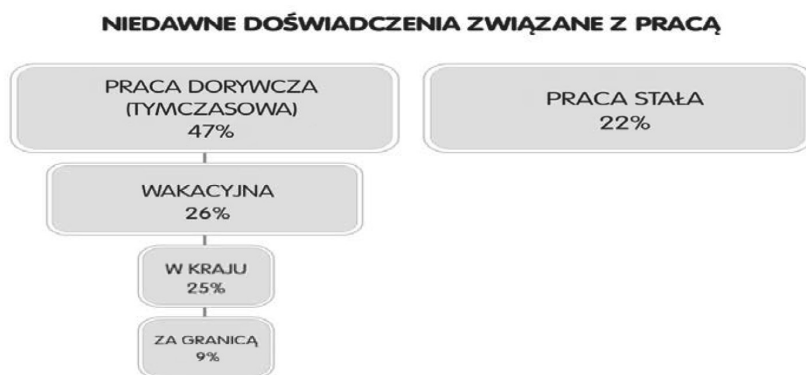 NIEDAWNE DOŚWIADCZENIA ZWIĄZANE Z PRACĄ
PRACA DORYWCZA
(TYMCZASOWA)
47%
PRACA STAŁA
22%
WAKACYJNA
26%
W KRAJU
25%
ZA GRANICĄ
9%